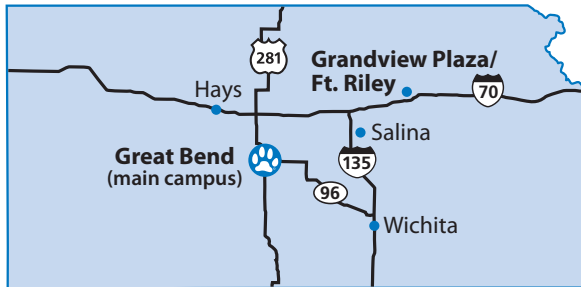 281
Grandview Plaza/
Ft. Riley
70
Hays
Salina
Great Bend
(main campus)
135
96
Wichita